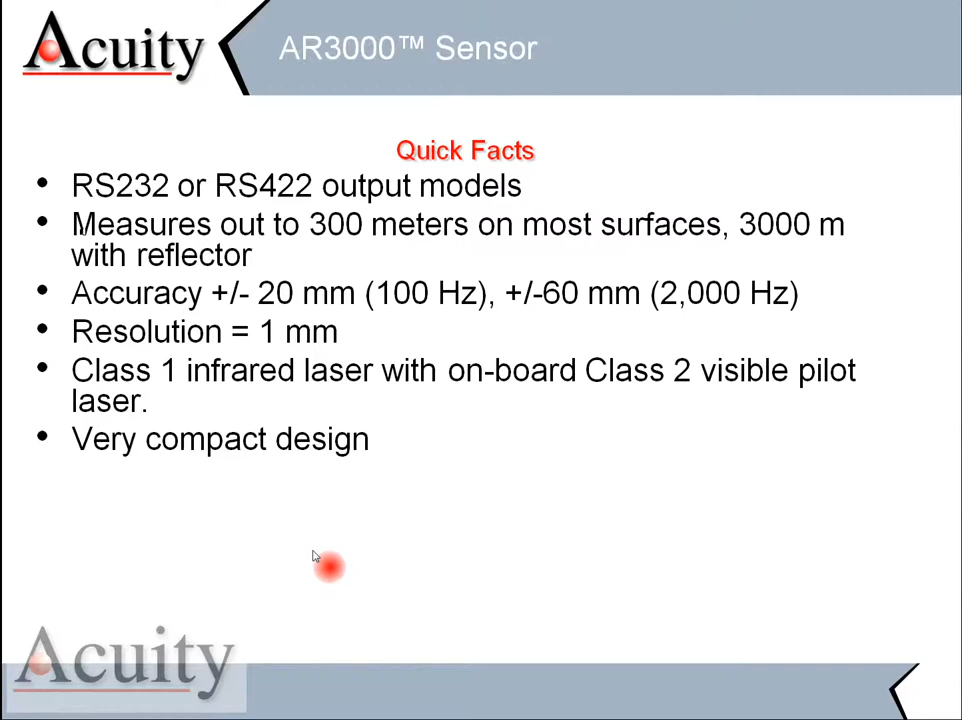 Acuity
AR3000™ Sensor
Quick Facts
• RS232 or RS422 output models
• Measures out to 300 meters on most surfaces, 3000 m
with reflector
• Accuracy +/- 20 mm (100 Hz), +/-60 mm (2,000 Hz)
• Resolution = 1 mm
• Class 1 infrared laser with on-board Class 2 visible pilot
laser.
• Very compact design
Acuity